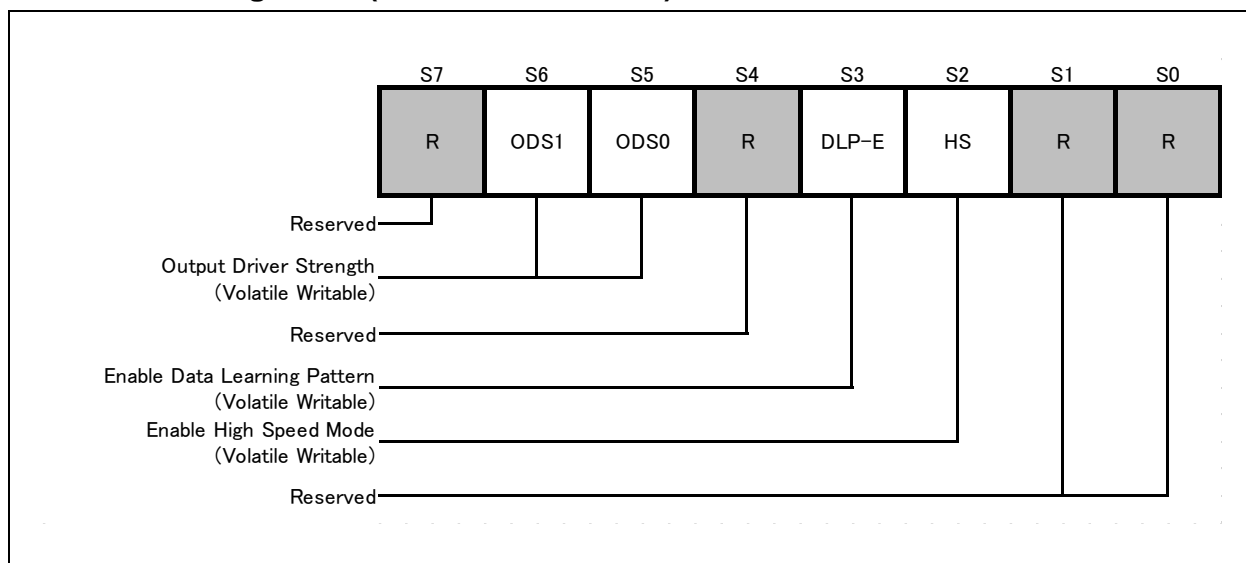 S7 S6 S5 S4 S3 S2 S1 S0
R ODS1 ODS0 R DLP-E HS R R
Reserved
Output Driver Strength
(Volatile Writable)
Reserved
Enable Data Learning Pattern
(Volatile Writable)
Enable High Speed Mode
(Volatile Writable)
Reserved